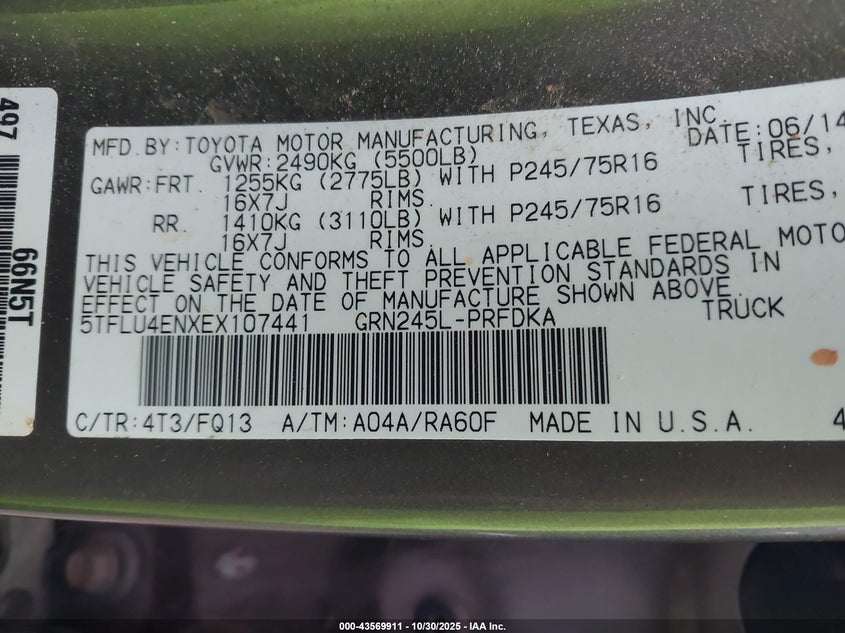 497
66N5T
MFD.BY:TOYOTA MOTOR MANUFACTURING, TEXAS, INC.
DATE:06/14
GVWR:2490KG (5500LB)
GAWR:FRT. 1255KG (2775LB) WITH P245/75R16 TIRES,
16X7J RIMS.
RR. 1410KG (3110LB) WITH P245/75R16 TIRES,
16X7J RIMS.
THIS VEHICLE CONFORMS TO ALL APPLICABLE FEDERAL MOTO
VEHICLE SAFETY AND THEFT PREVENTION STANDARDS IN
EFFECT ON THE DATE OF MANUFACTURE SHOWN ABOVE.
5TFLU4ENXEX107441 GRN245L-PRFDKA TRUCK
C/TR:4T3/FQ13 A/TM:A04A/RA60F MADE IN U.S.A. 4
000-43569911 - 10/30/2025 - IAA Inc.